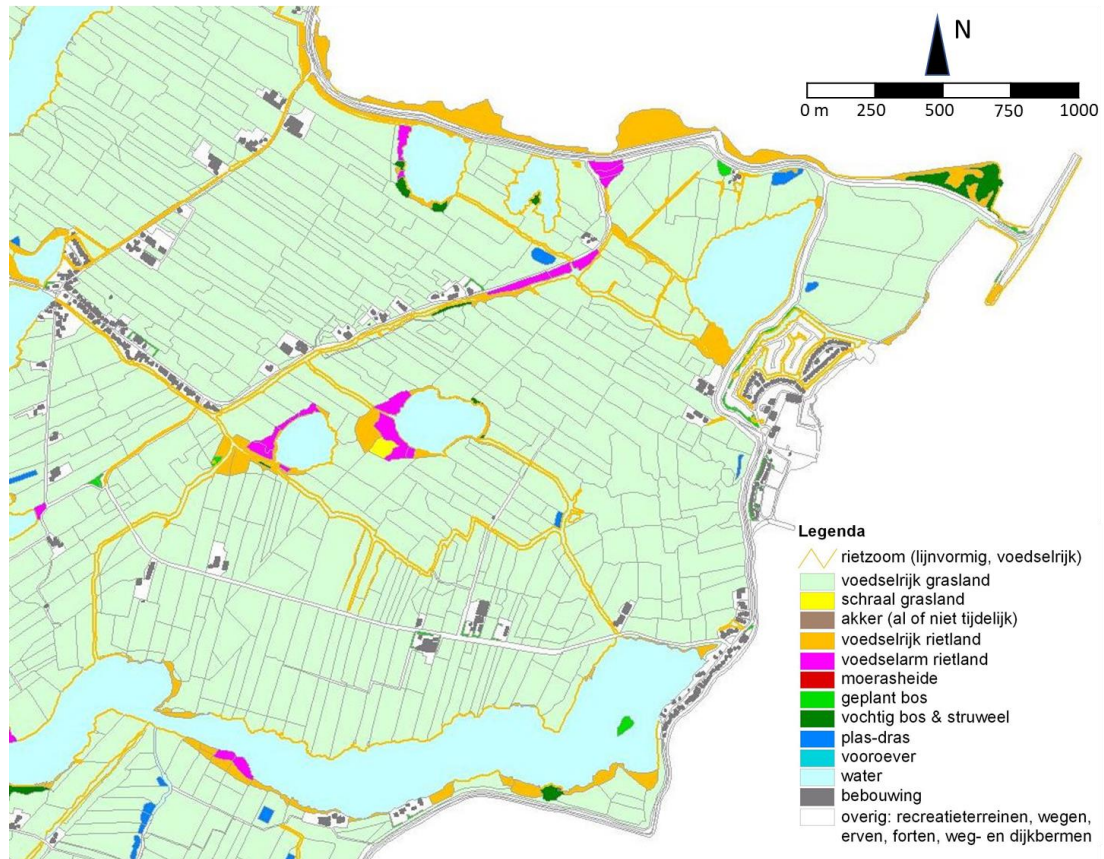 N
0 m 250 500 750 1000
Legenda
rietzoom (lijnvormig, voedselrijk)
voedselrijk grasland
schraal grasland
akker (al of niet tijdelijk)
voedselrijk rietland
voedselarm rietland
moerasheide
geplant bos
vochtig bos & struweel
plas-dras
vooroever
water
bebouwing
overig: recreatieterreinen, wegen,
erven, forten, weg- en dijkbermen